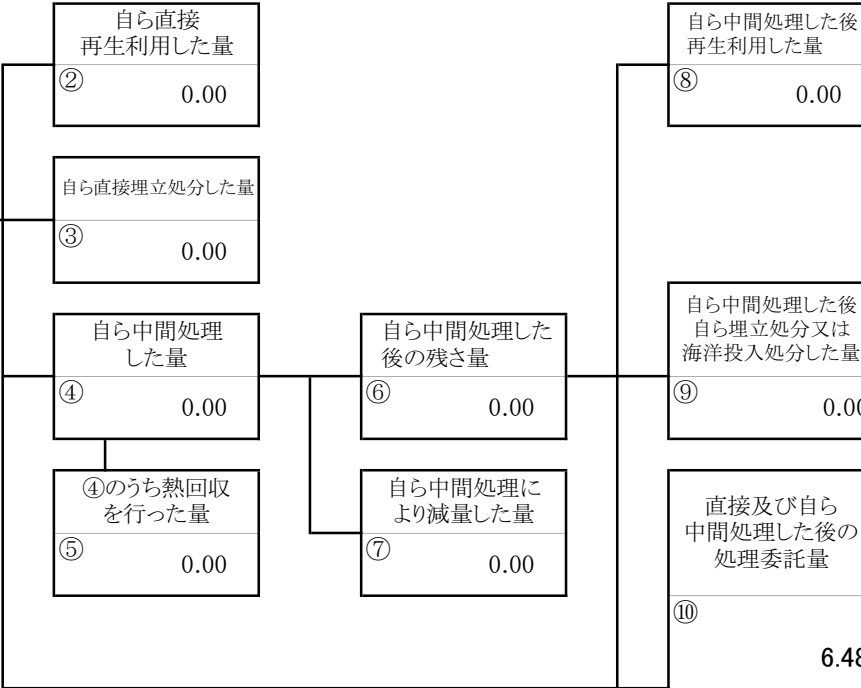 自ら直接
再生利用した量
②
0.00
自ら直接埋立処分した量
③
0.00
自ら中間処理
した量
④
0.00
④のうち熱回収
を行った量
⑤
0.00
自ら中間処理した
後の残さ量
⑥
0.00
自ら中間処理に
より減量した量
⑦
0.00
自ら中間処理した後
再生利用した量
⑧
0.00
自ら中間処理した後
自ら埋立処分又は
海洋投入処分した量
⑨
0.00
直接及び自ら
中間処理した後の
処理委託量
⑩
6.48